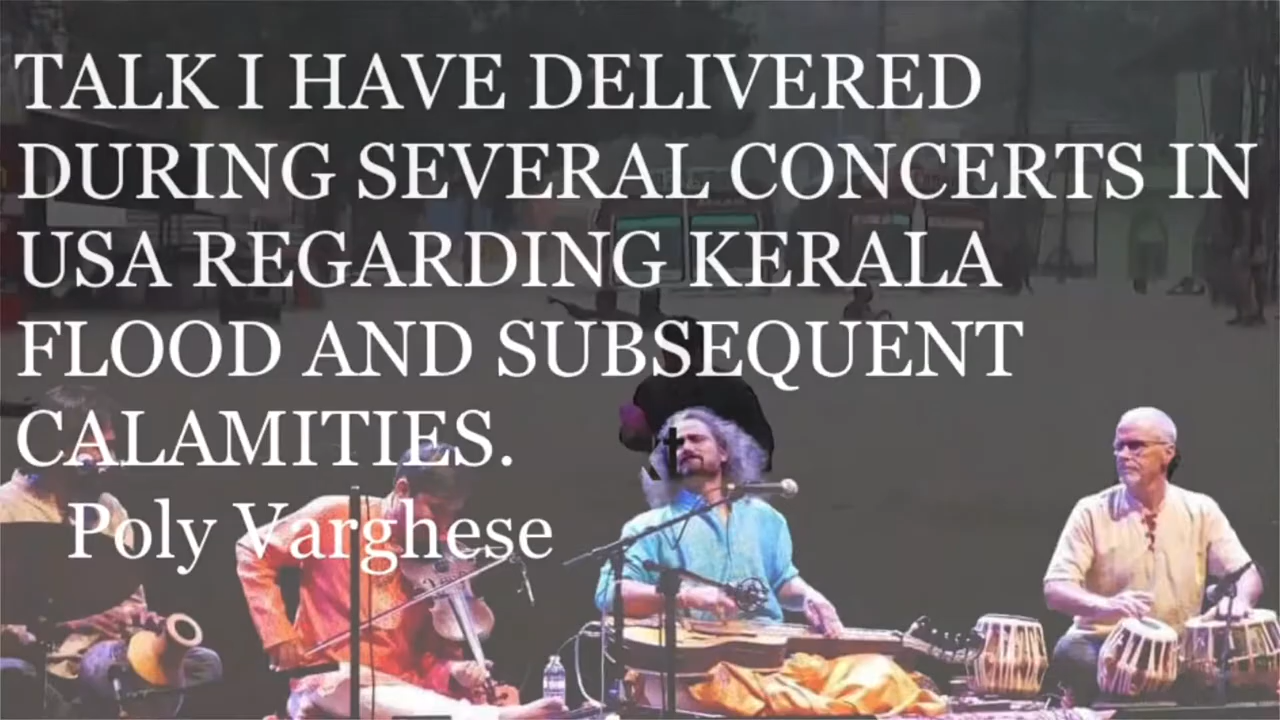 TALK I HAVE DELIVERED
DURING SEVERAL CONCERTS IN
USA REGARDING KERALA
FLOOD AND SUBSEQUENT
CALAMITIES.
Poly Varghese